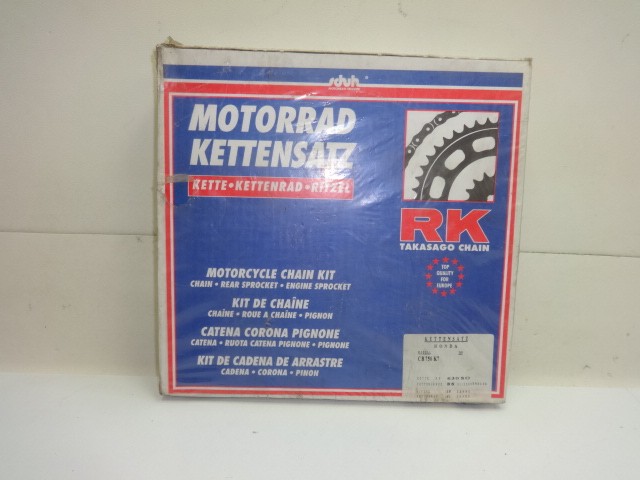 MOTORRAD
KETTENSATZ
KETTE • KETTENRAD • RITZEL
RK
TAKASAGO CHAIN
TOP
QUALITY
FOR
EUROPE
MOTORCYCLE CHAIN KIT
CHAIN • REAR SPROCKET • ENGINE SPROCKET
KIT DE CHAÎNE
CHAÎNE • ROUE A CHAÎNE • PIGNON
CATENA CORONA PIGNONE
CATENA • RUOTA CATENA PIGNONE • PIGNONE
KIT DE CADENA DE ARRASTRE
CADENA • CORONA • PINON
KETTENSATZ
HONDA